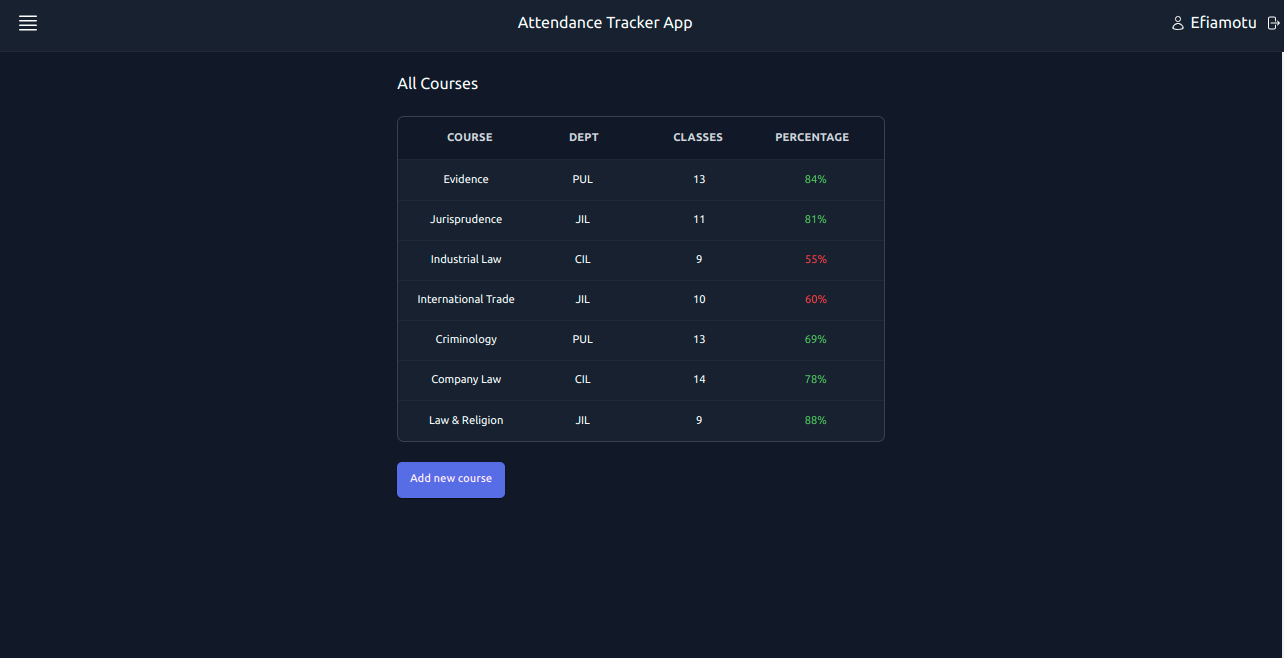 Attendance Tracker App Efiamotu
All Courses
COURSE DEPT CLASSES PERCENTAGE
Evidence PUL 13 84%
Jurisprudence JIL 11 81%
Industrial Law CIL 9 55%
International Trade JIL 10 60%
Criminology PUL 13 69%
Company Law CIL 14 78%
Law & Religion JIL 9 88%
Add new course